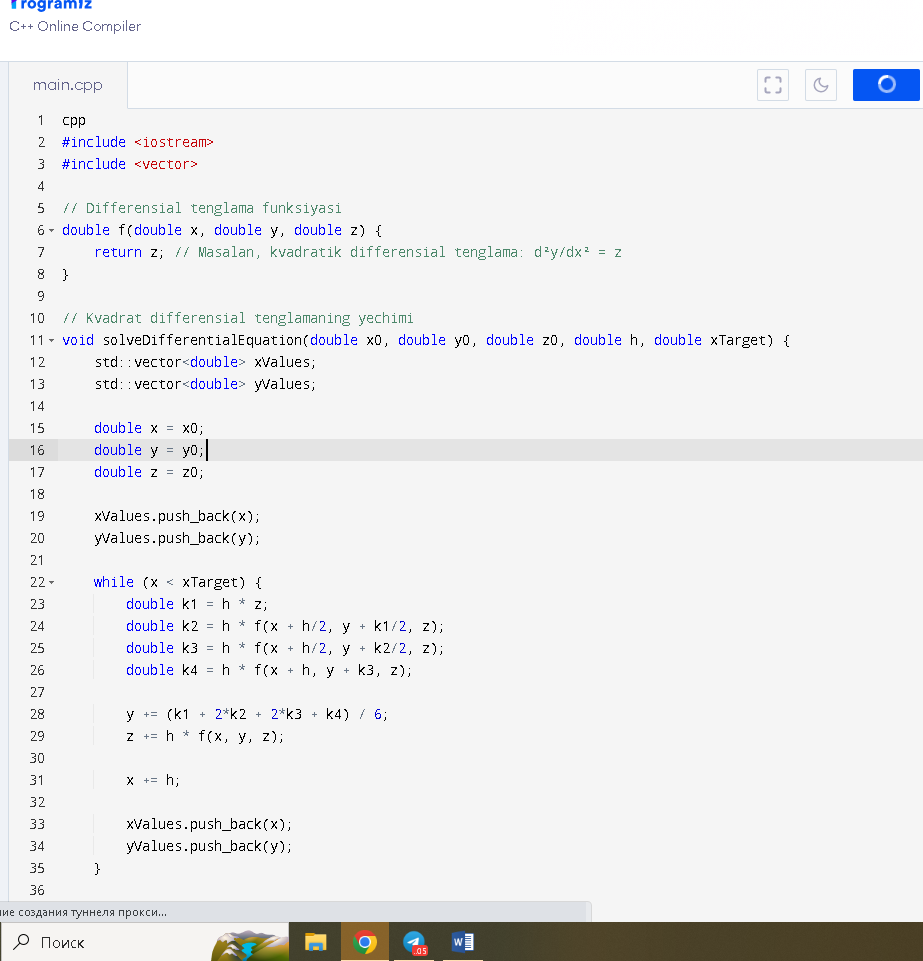 Programiz
C++ Online Compiler
main.cpp
1 cpp
2 #include <iostream>
3 #include <vector>
4
5 // Differensial tenglama funksiyasi
6 double f(double x, double y, double z) {
7 return z; // Masalan, kvadratik differensial tenglama: d²y/dx² = z
8 }
9
10 // Kvadrat differensial tenglamaning yechimi
11 void solveDifferentialEquation(double x0, double y0, double z0, double h, double xTarget) {
12 std::vector<double> xValues;
13 std::vector<double> yValues;
14
15 double x = x0;
16 double y = y0;
17 double z = z0;
18
19 xValues.push_back(x);
20 yValues.push_back(y);
21
22 while (x < xTarget) {
23 double k1 = h * z;
24 double k2 = h * f(x + h/2, y + k1/2, z);
25 double k3 = h * f(x + h/2, y + k2/2, z);
26 double k4 = h * f(x + h, y + k3, z);
27
28 y += (k1 + 2*k2 + 2*k3 + k4) / 6;
29 z += h * f(x, y, z);
30
31 x += h;
32
33 xValues.push_back(x);
34 yValues.push_back(y);
35 }
36
ие создания туннеля прокси...
Поиск
.05
W